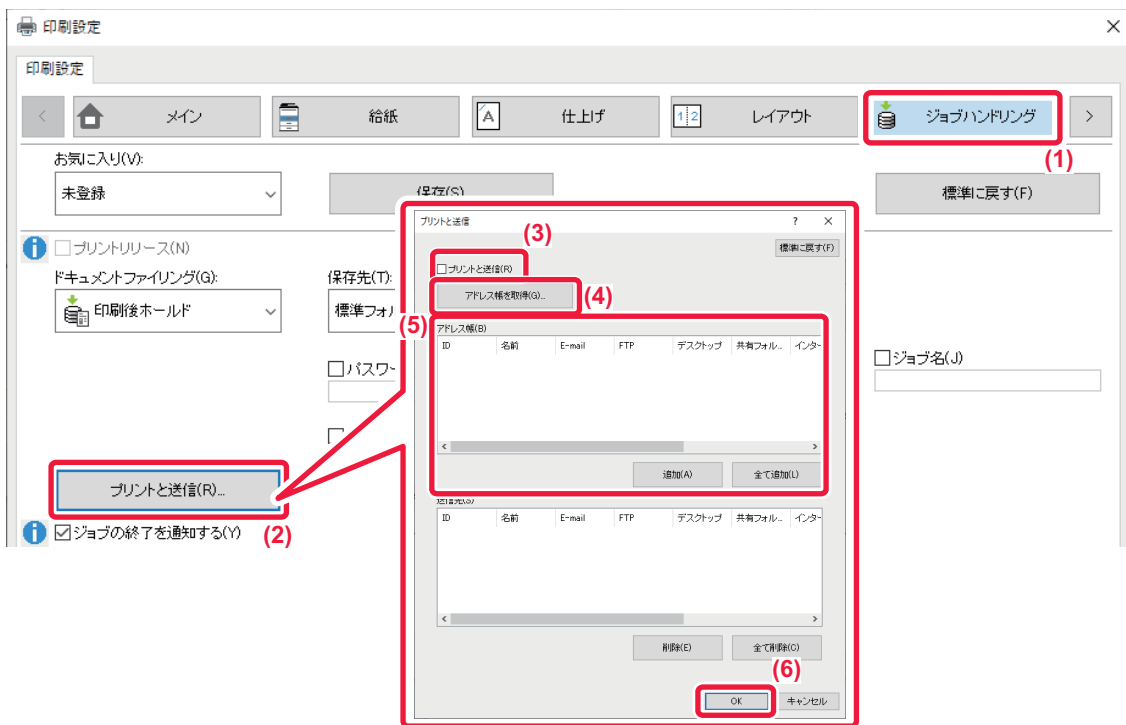 印刷設定
印刷設定
メイン
給紙
仕上げ
1 2
レイアウト
ジョブハンドリング
(1)
お気に入り(V):
未登録
保存(S)
標準に戻す(F)
プリントリリース(N)
ドキュメントファイリング(G):
印刷後ホールド
保存先(T):
標準フォ
パスワ
ジョブ名(J)
プリントと送信(R)...
(2)
ジョブの終了を通知する(Y)
プリントと送信
標準に戻す(F)
(3)
プリントと送信(R)
アドレス帳を取得(G)...
(4)
(5)
アドレス帳(B)
ID 名前 E-mail FTP デスクトップ 共有フォル... インター
追加(A) 全て追加(L)
送信先(S)
ID 名前 E-mail FTP デスクトップ 共有フォル... インター
削除(E) 全て削除(C)
(6)
OK キャンセル